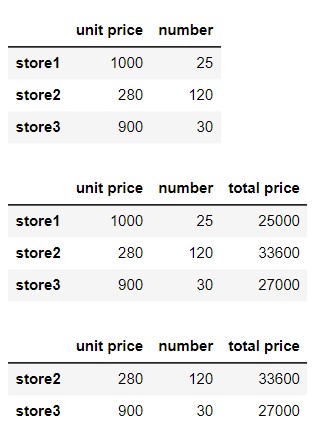 unit price number
store1 1000 25
store2 280 120
store3 900 30
unit price number total price
store1 1000 25 25000
store2 280 120 33600
store3 900 30 27000
unit price number total price
store2 280 120 33600
store3 900 30 27000